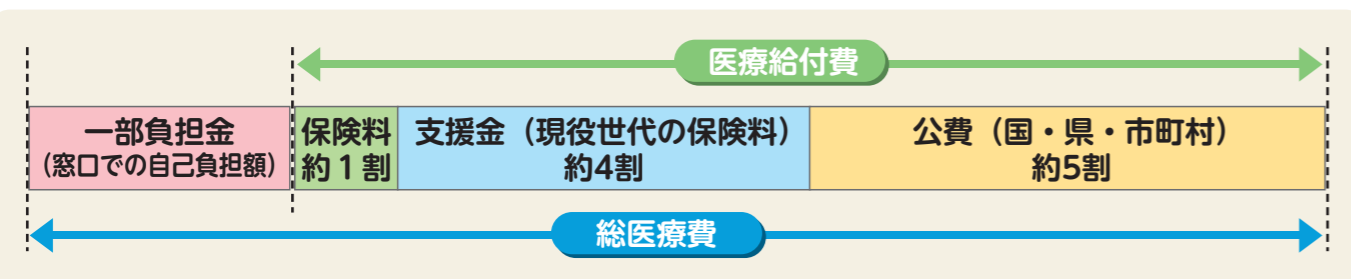 医療給付費
一部負担金
（窓口での自己負担額）
保険料
約１割
支援金（現役世代の保険料）
約4割
公費（国・県・市町村）
約5割
総医療費